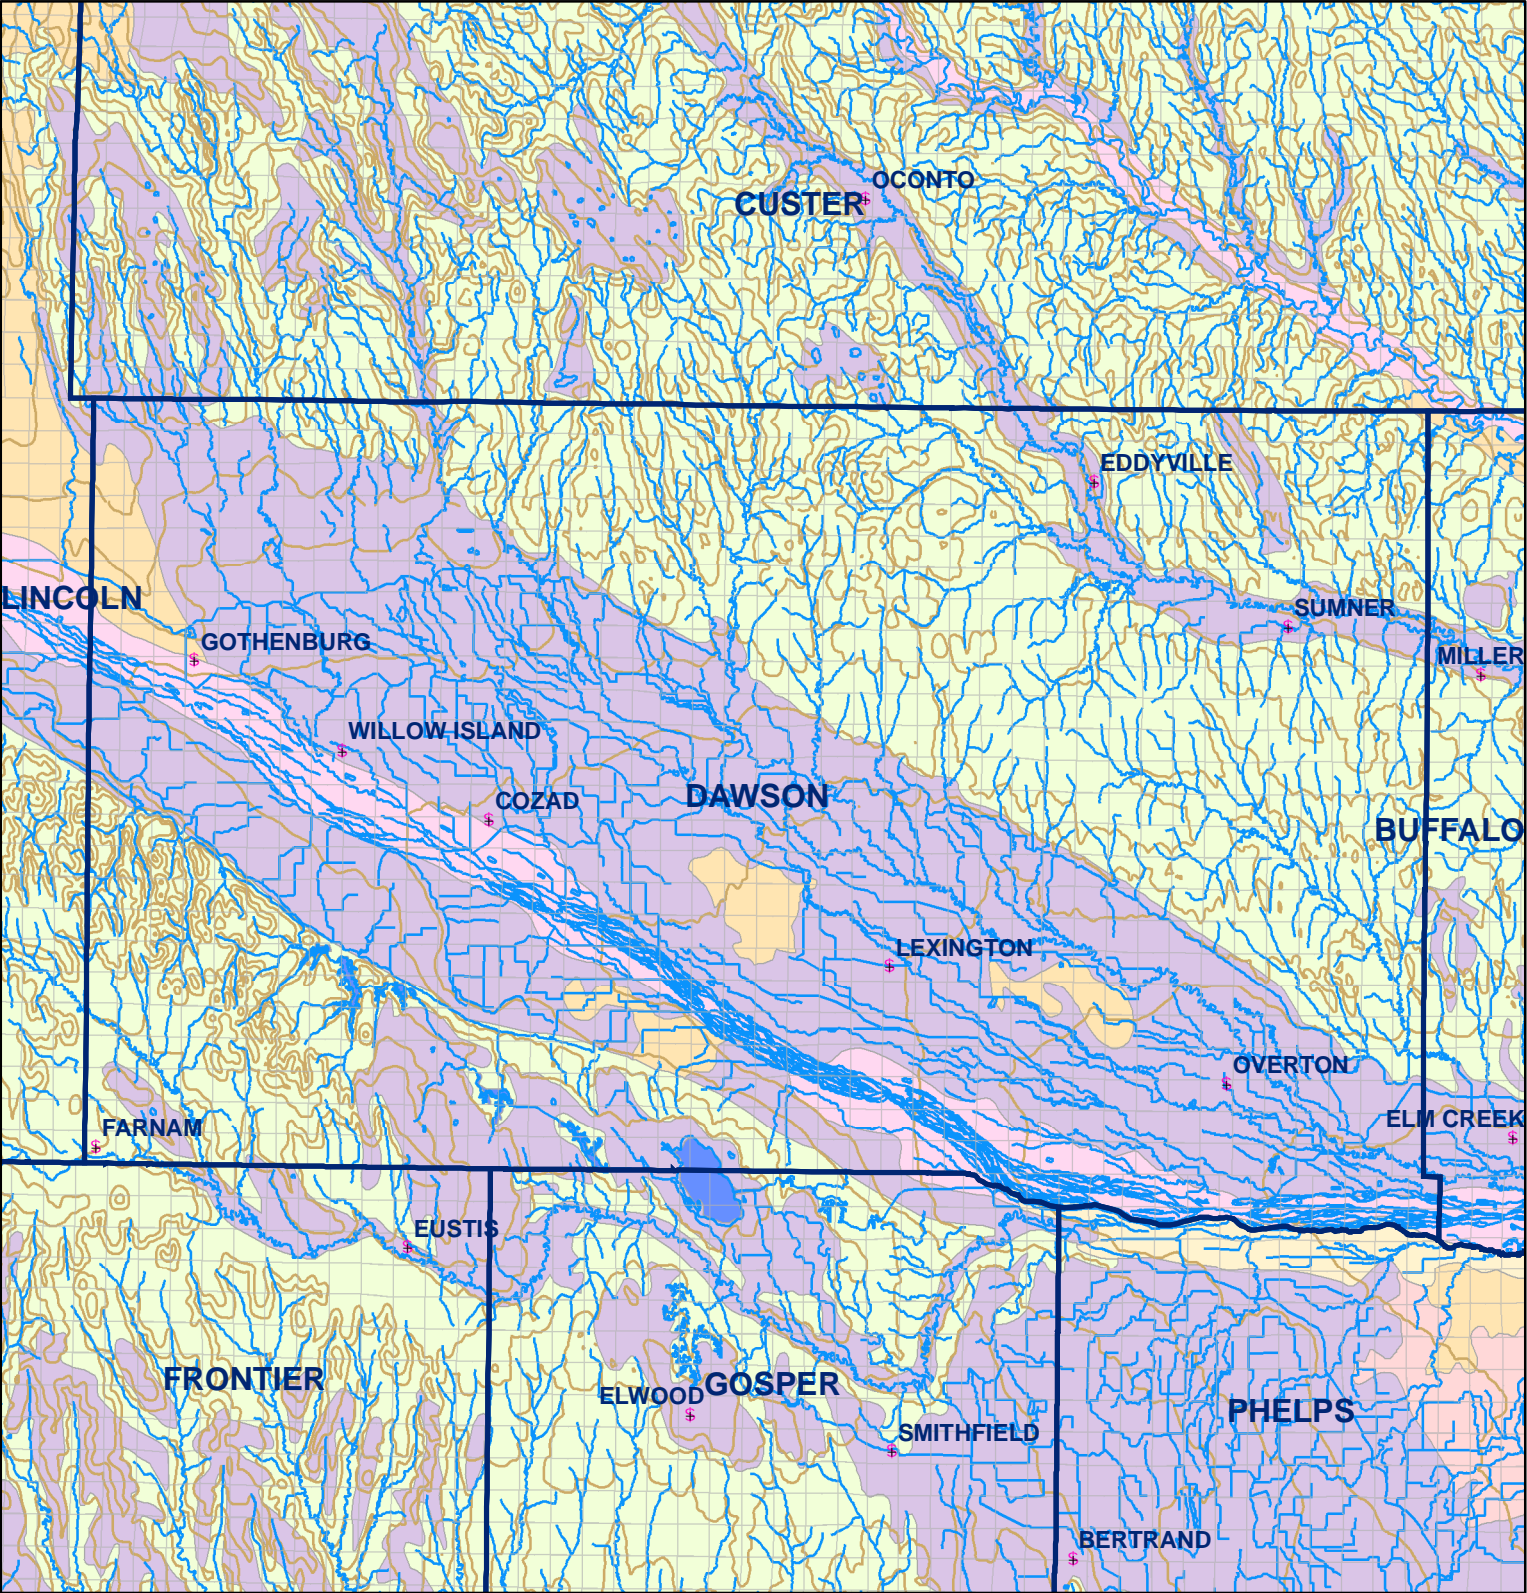 OCONTO
CUSTER
EDDYVILLE
LINCOLN
SUMNER
GOTHENBURG
MILLER
WILLOW ISLAND
COZAD
DAWSON
BUFFALO
LEXINGTON
OVERTON
ELM CREEK
FARNAM
EUSTIS
FRONTIER
ELWOOD
GOSPER
PHELPS
SMITHFIELD
BERTRAND